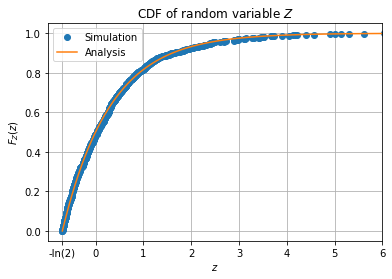 CDF of random variable Z
Simulation
Analysis
1.0
0.8
0.6
0.4
0.2
0.0
F_Z(z)
-ln(2) 0 1 2 3 4 5 6
z